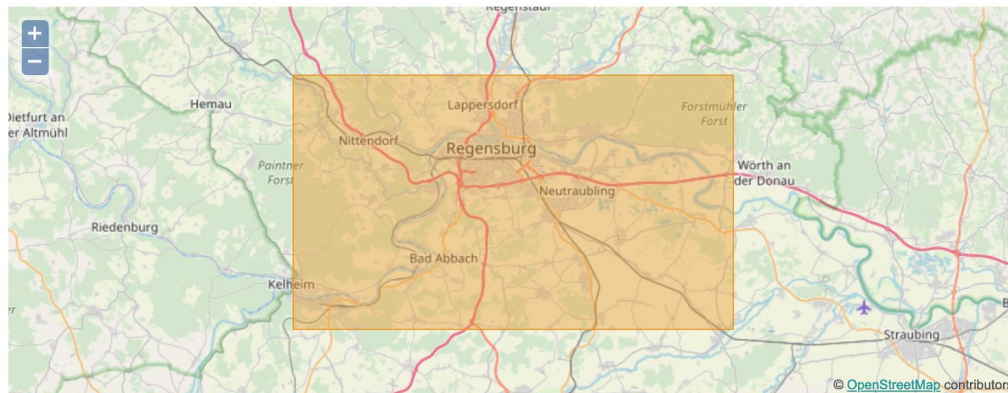 Regenstauf
+
−
Hemau
Lappersdorf
Forstmühler
Forst
Dietfurt an
er Altmühl
Nittendorf
Regensburg
Paintner
Forst
Wörth an
der Donau
Neutraubling
Riedenburg
Bad Abbach
Kelheim
er
B
Straubing
© OpenStreetMap contributors